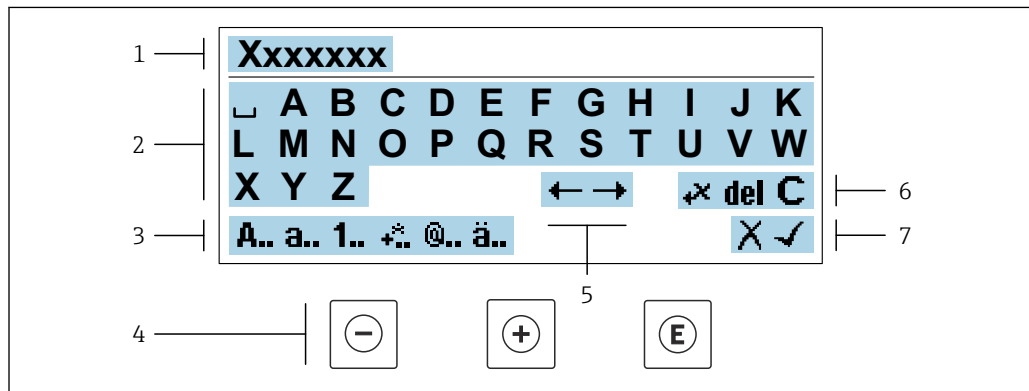 1 Xxxxxxx
2 ␣ A B C D E F G H I J K
L M N O P Q R S T U V W
X Y Z ← → +× del C 6
3 A.. a.. 1.. +*.. @.. ä.. X ✓ 7
5
4 − + E